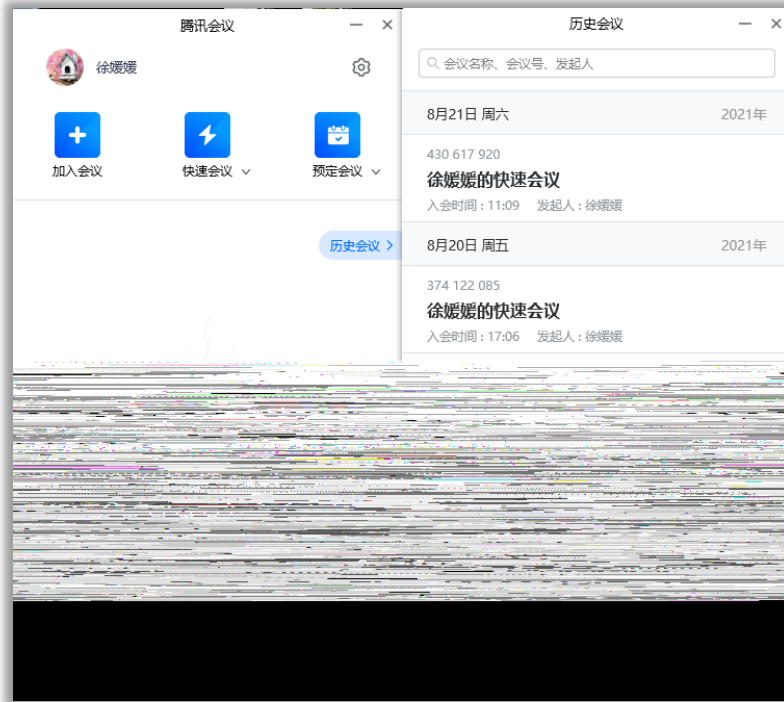 腾讯会议
徐媛媛
加入会议
快速会议
预定会议
历史会议
历史会议
会议名称、会议号、发起人
8月21日 周六 2021年
430 617 920
徐媛媛的快速会议
入会时间 : 11:09 发起人 : 徐媛媛
8月20日 周五 2021年
374 122 085
徐媛媛的快速会议
入会时间 : 17:06 发起人 : 徐媛媛